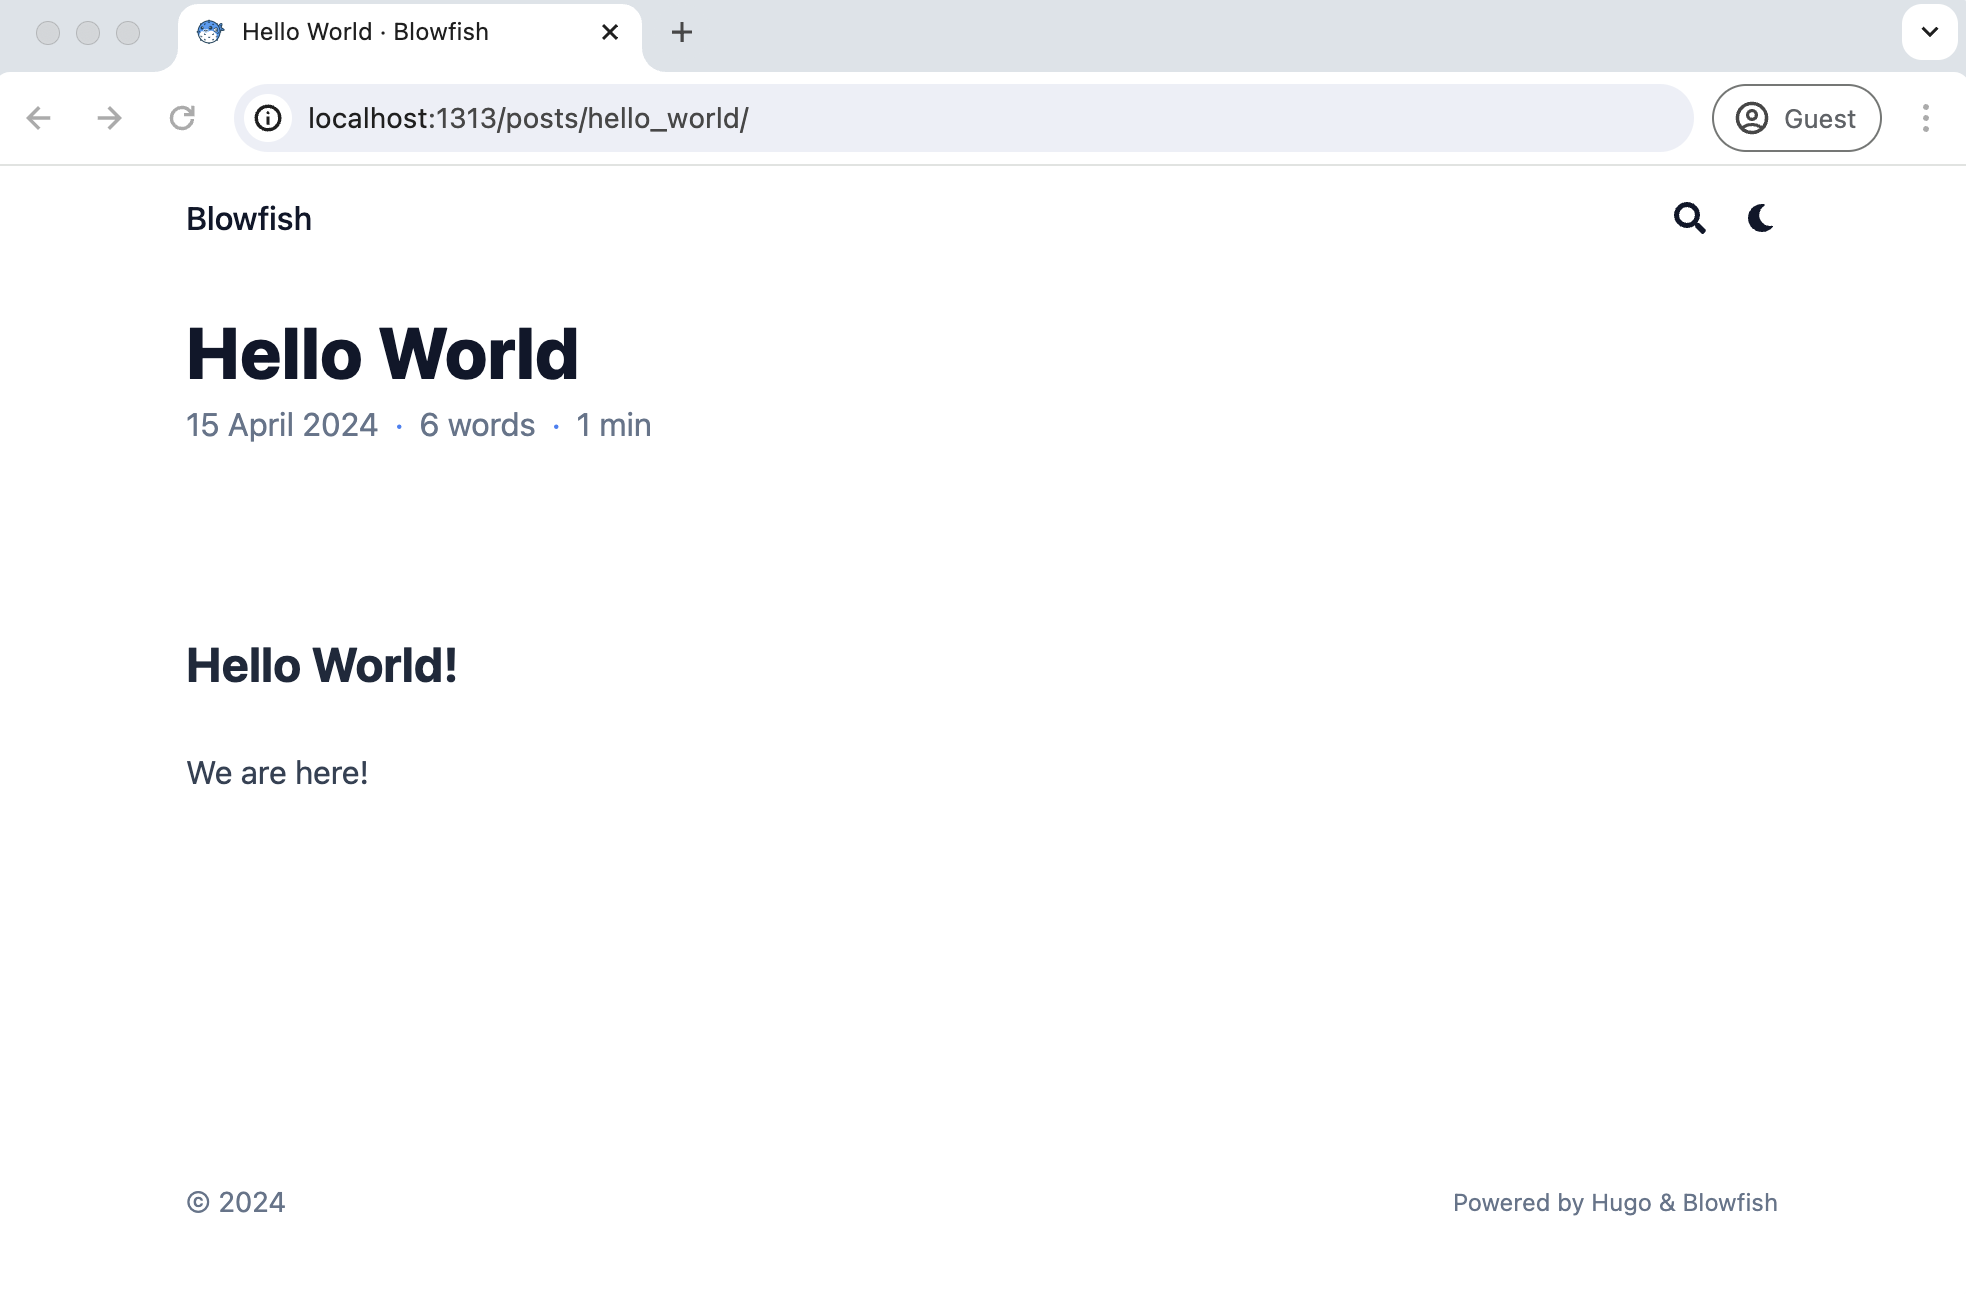 Hello World · Blowfish
localhost:1313/posts/hello_world/
Guest
Blowfish
Hello World
15 April 2024 · 6 words · 1 min
Hello World!
We are here!
© 2024
Powered by Hugo & Blowfish